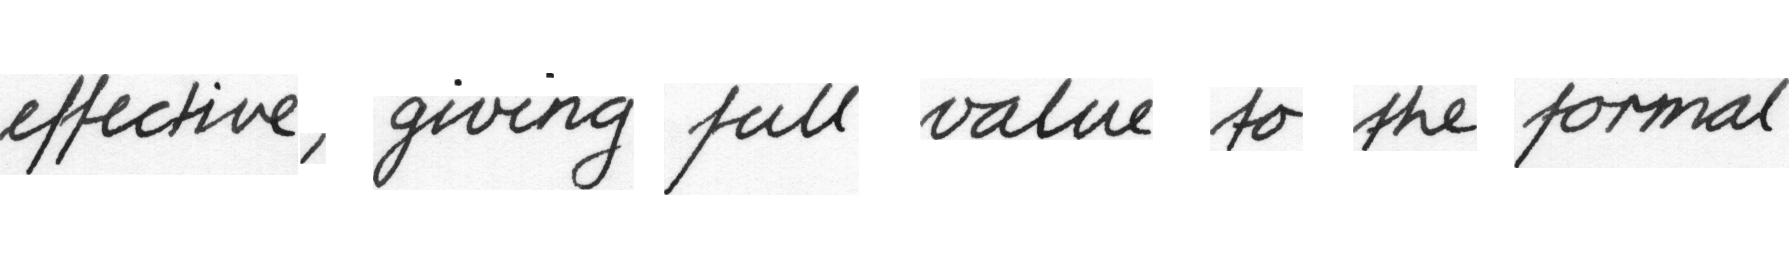 effective, giving full value to the formal